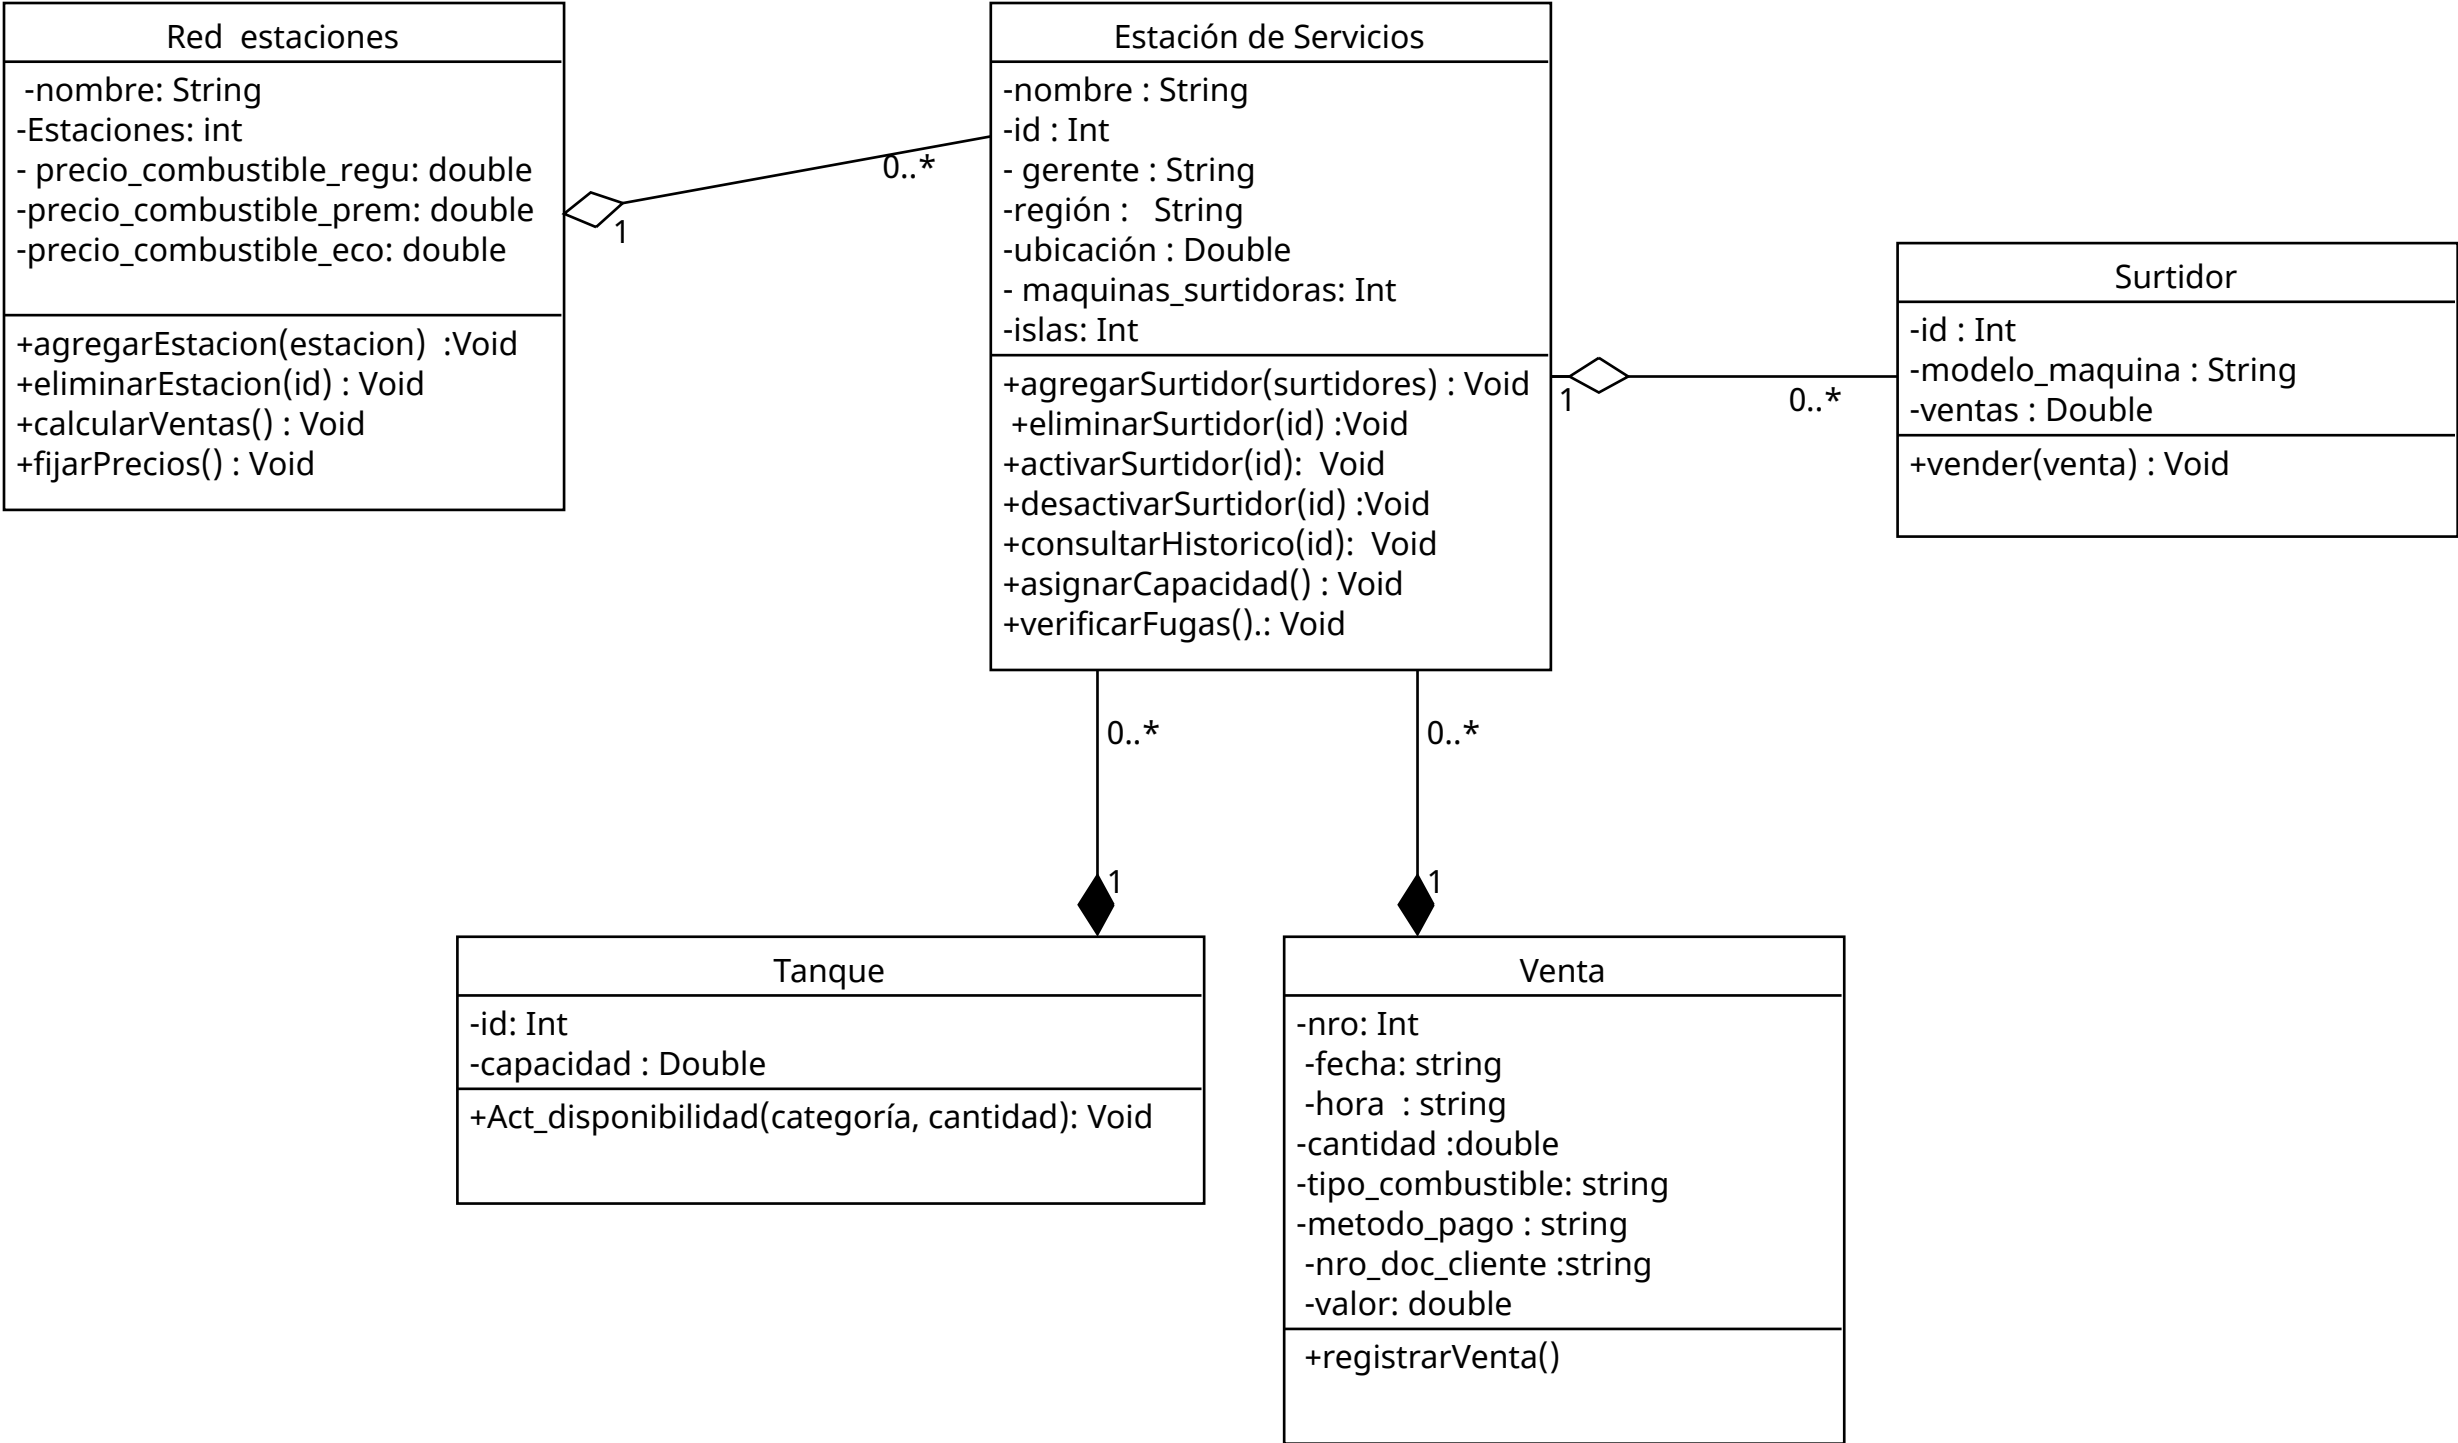 Red  estaciones
-nombre: String
-Estaciones: int
- precio_combustible_regu: double
-precio_combustible_prem: double
-precio_combustible_eco: double
+agregarEstacion(estacion)  :Void
+eliminarEstacion(id) : Void
+calcularVentas() : Void
+fijarPrecios() : Void
1
0..*
Estación de Servicios
-nombre : String
-id : Int
- gerente : String
-región :   String
-ubicación : Double
- maquinas_surtidoras: Int
-islas: Int
+agregarSurtidor(surtidores) : Void
+eliminarSurtidor(id) :Void
+activarSurtidor(id):  Void
+desactivarSurtidor(id) :Void
+consultarHistorico(id):  Void
+asignarCapacidad() : Void
+verificarFugas().: Void
1
0..*
Surtidor
-id : Int
-modelo_maquina : String
-ventas : Double
+vender(venta) : Void
0..*
1
0..*
1
Tanque
-id: Int
-capacidad : Double
+Act_disponibilidad(categoría, cantidad): Void
Venta
-nro: Int
-fecha: string
-hora  : string
-cantidad :double
-tipo_combustible: string
-metodo_pago : string
-nro_doc_cliente :string
-valor: double
+registrarVenta()